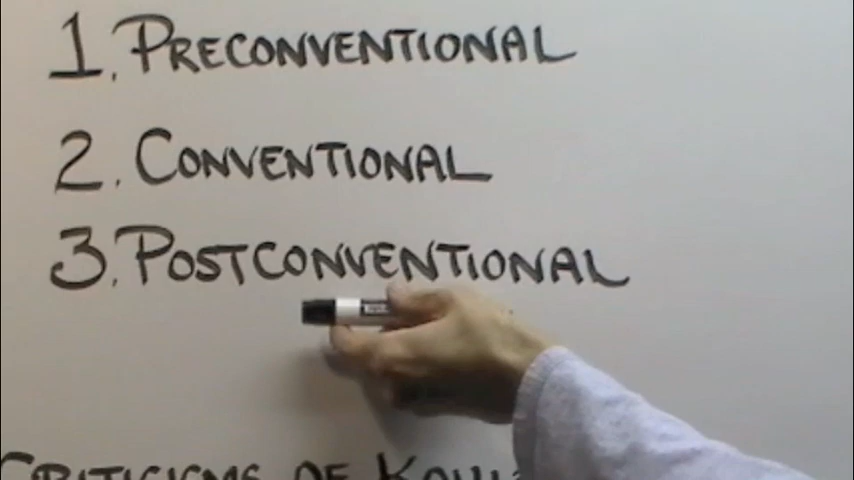 1. PRECONVENTIONAL
2. CONVENTIONAL
3. POSTCONVENTIONAL
CRITICISMS OF